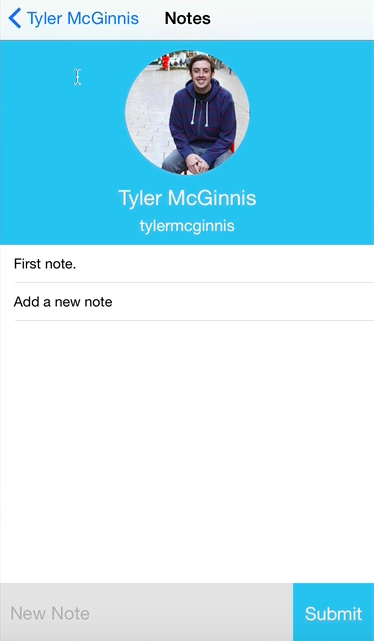 Tyler McGinnis Notes
Tyler McGinnis
tylermcginnis
First note.
Add a new note
New Note Submit